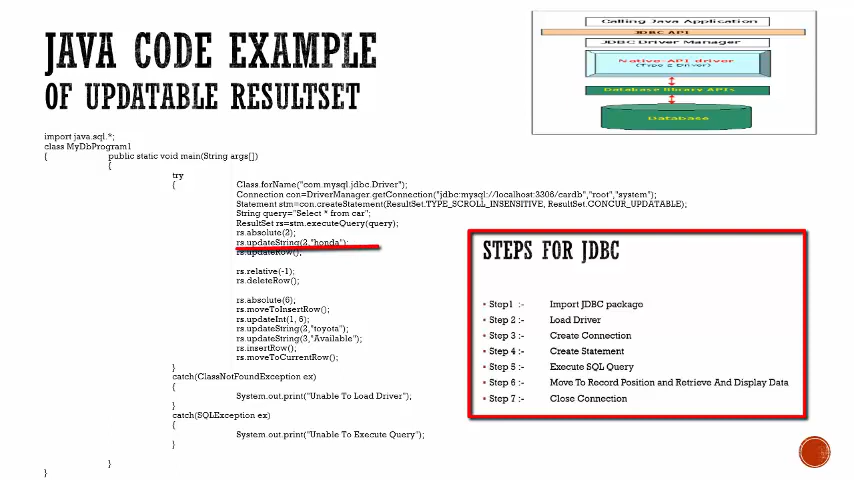 JAVA CODE EXAMPLE
OF UPDATABLE RESULTSET
Calling Java Application
JDBC API
JDBC Driver Manager
Native-API driver
(Type 2 Driver)
Database library APIs
Database
import java.sql.*;
class MyDbProgram1
{ public static void main(String args[])
{
try
{ Class.forName("com.mysql.jdbc.Driver");
Connection con=DriverManager.getConnection("jdbc:mysql://localhost:3306/cardb","root","system");
Statement stm=con.createStatement(ResultSet.TYPE_SCROLL_INSENSITIVE, ResultSet.CONCUR_UPDATABLE);
String query="Select * from car";
ResultSet rs=stm.executeQuery(query);
rs.absolute(2);
rs.updateString(2,"honda");
rs.updateRow();
rs.relative(-1);
rs.deleteRow();
rs.absolute(6);
rs.moveToInsertRow();
rs.updateInt(1, 6);
rs.updateString(2,"toyota");
rs.updateString(3,"Available");
rs.insertRow();
rs.moveToCurrentRow();
}
catch(ClassNotFoundException ex)
{
System.out.print("Unable To Load Driver");
}
catch(SQLException ex)
{
System.out.print("Unable To Execute Query");
}
}
}
STEPS FOR JDBC
▪ Step1 :- Import JDBC package
▪ Step 2 :- Load Driver
▪ Step 3 :- Create Connection
▪ Step 4 :- Create Statement
▪ Step 5 :- Execute SQL Query
▪ Step 6 :- Move To Record Position and Retrieve And Display Data
▪ Step 7 :- Close Connection